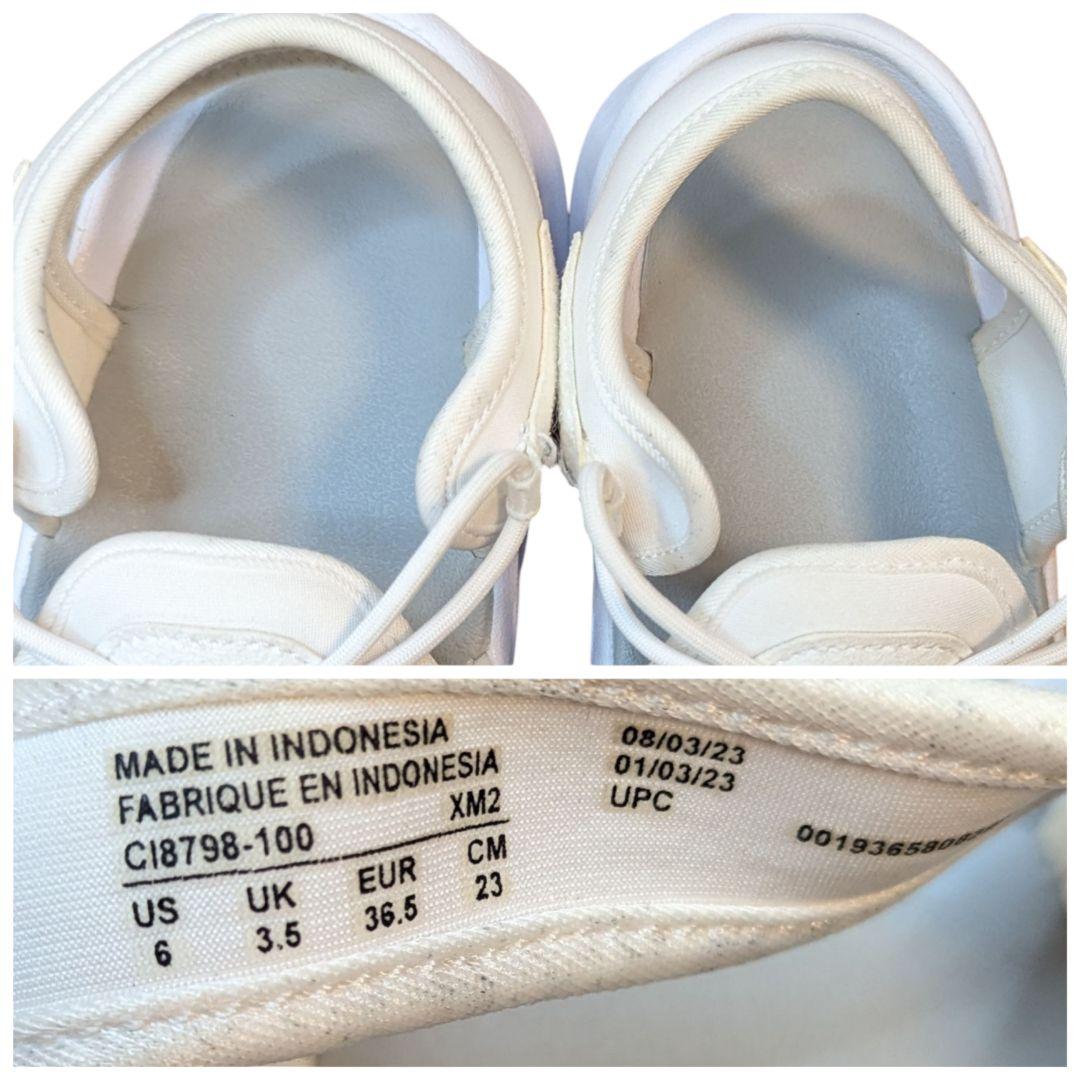 MADE IN INDONESIA
FABRIQUE EN INDONESIA
XM2
CI8798-100
US UK EUR CM
6 3.5 36.5 23
08/03/23
01/03/23
UPC